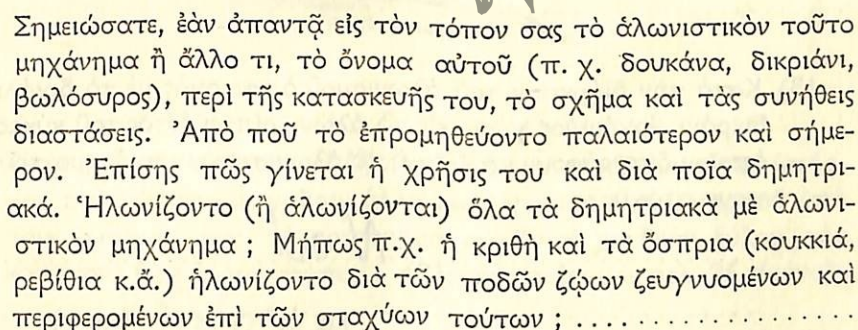 Σημειώσατε, ἐὰν ἀπαντᾷ εἰς τὸν τόπον σας τὸ ἁλωνιστικὸν τοῦτο
μηχάνημα ἢ ἄλλο τι, τὸ ὄνομα αὐτοῦ (π. χ. δουκάνα, δικριάνι,
βωλόσυρος), περὶ τῆς κατασκευῆς του, τὸ σχῆμα καὶ τὰς συνήθεις
διαστάσεις. Ἀπὸ ποῦ τὸ ἐπρομηθεύοντο παλαιότερον καὶ σήμε-
ρον. Ἐπίσης πῶς γίνεται ἡ χρῆσις του καὶ διὰ ποῖα δημητρι-
ακά. Ἡλωνίζοντο (ἢ ἁλωνίζονται) ὅλα τὰ δημητριακὰ μὲ ἁλωνι-
στικὸν μηχάνημα ; Μήπως π.χ. ἡ κριθὴ καὶ τὰ ὄσπρια (κουκκιά,
ρεβίθια κ.ἄ.) ἡλωνίζοντο διὰ τῶν ποδῶν ζῴων ζευγνυομένων καὶ
περιφερομένων ἐπὶ τῶν σταχύων τούτων ; ...................